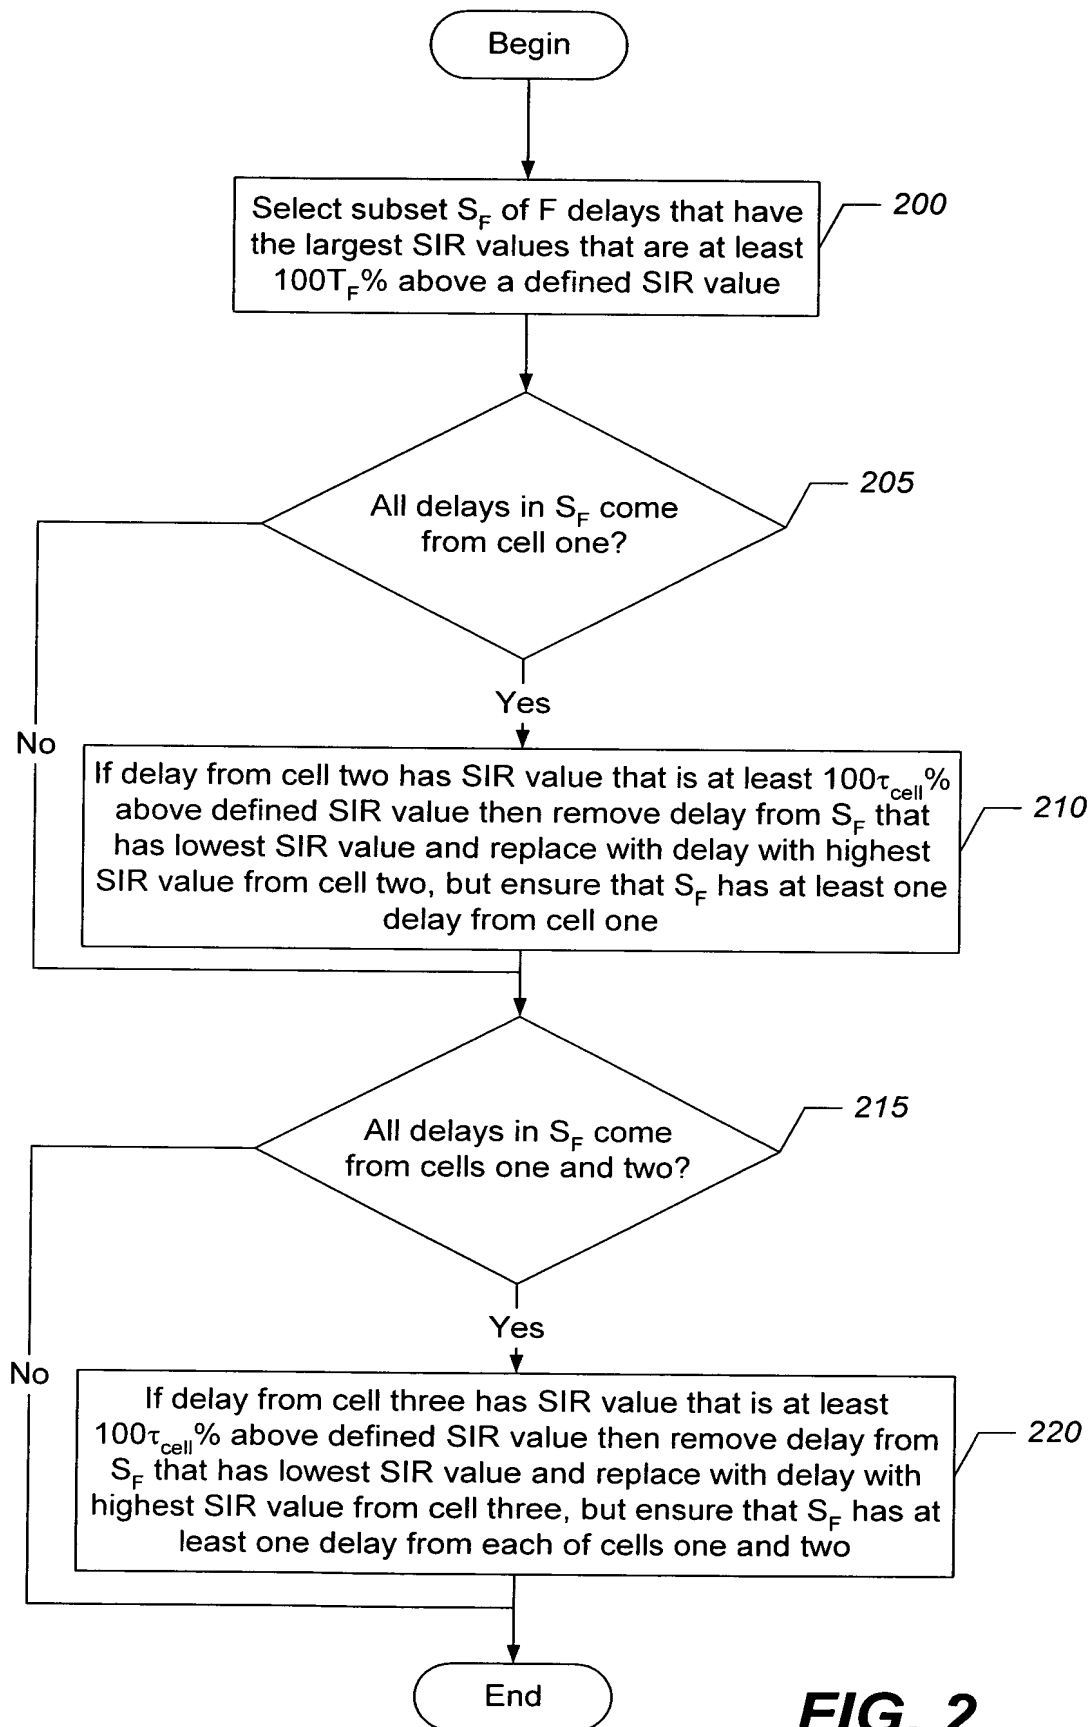 Begin
200
Select subset S_F of F delays that have
the largest SIR values that are at least
100T_F% above a defined SIR value
205
All delays in S_F come
from cell one?
Yes
No
210
If delay from cell two has SIR value that is at least 100τ_cell%
above defined SIR value then remove delay from S_F that
has lowest SIR value and replace with delay with highest
SIR value from cell two, but ensure that S_F has at least one
delay from cell one
215
All delays in S_F come
from cells one and two?
Yes
No
220
If delay from cell three has SIR value that is at least
100τ_cell% above defined SIR value then remove delay from
S_F that has lowest SIR value and replace with delay with
highest SIR value from cell three, but ensure that S_F has at
least one delay from each of cells one and two
End
FIG. 2